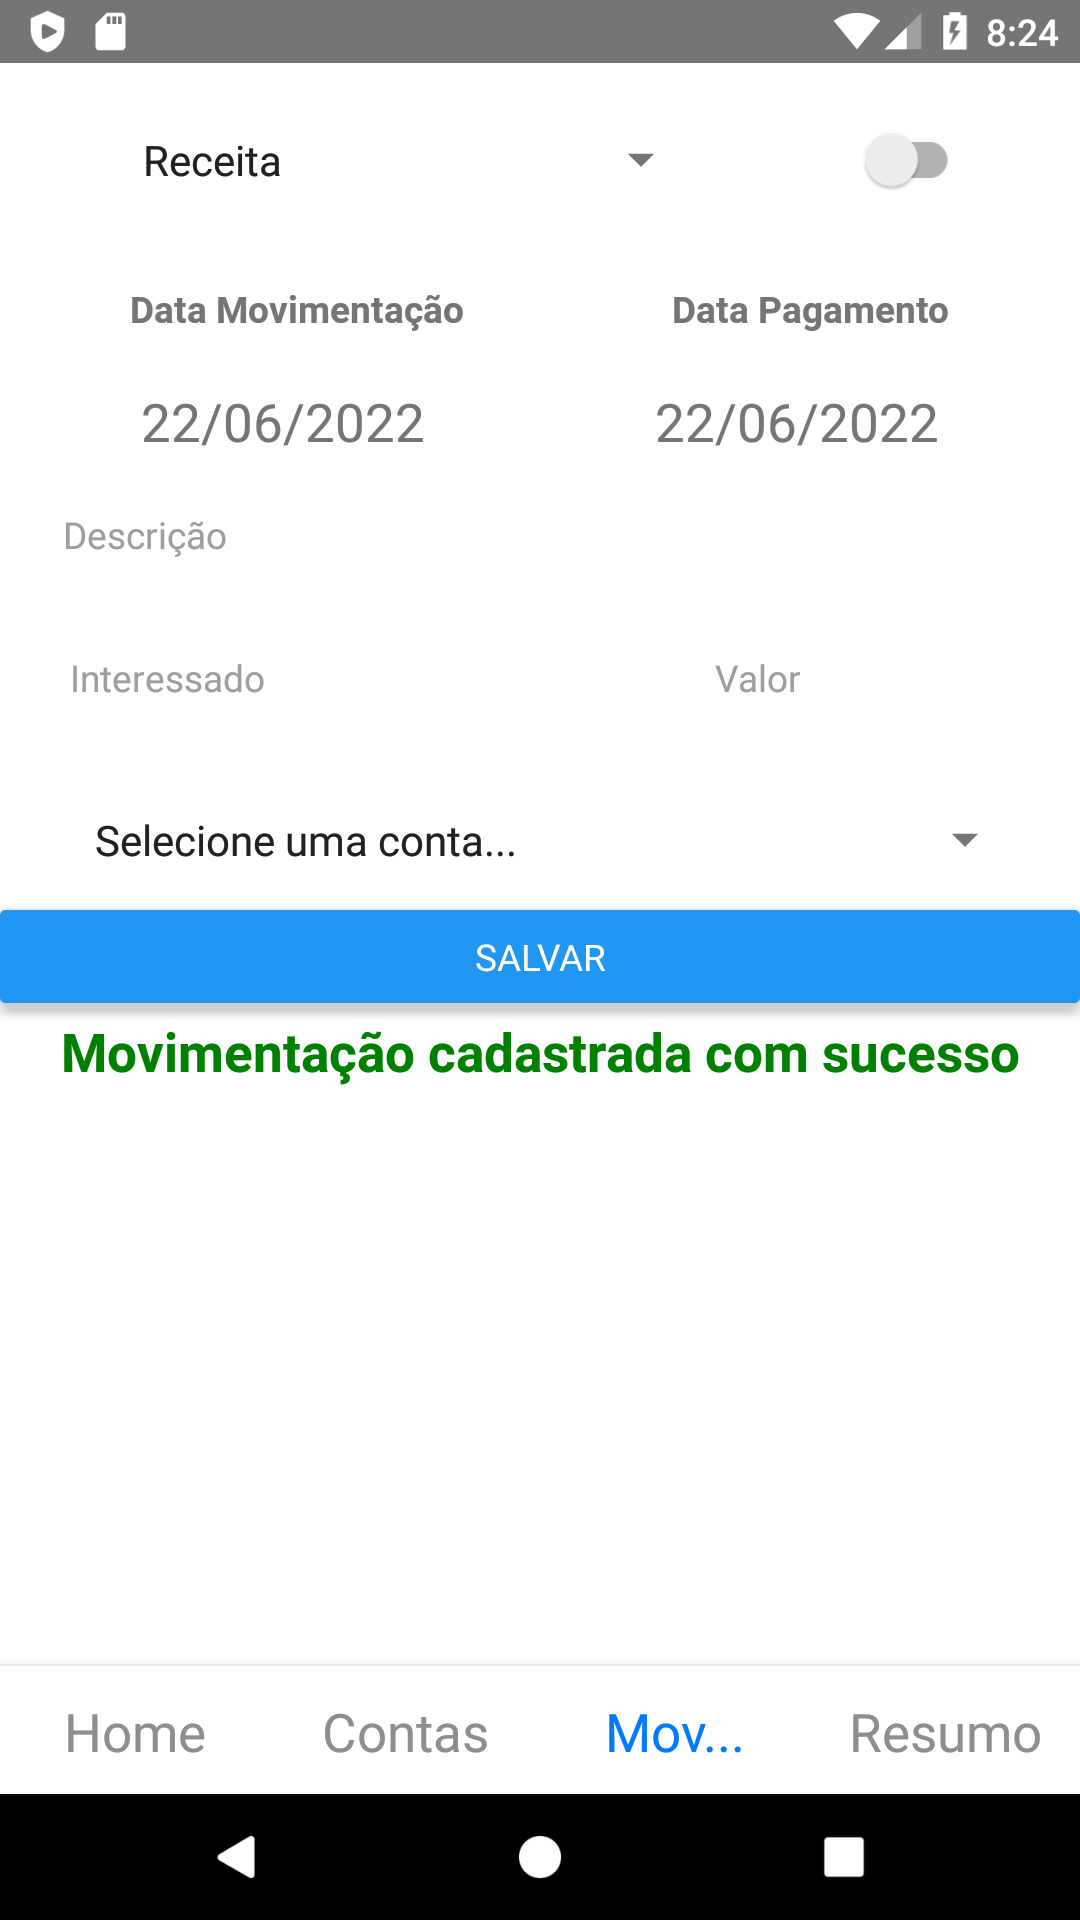 8:24
Receita
Data Movimentação Data Pagamento
22/06/2022 22/06/2022
Descrição
Interessado Valor
Selecione uma conta...
SALVAR
Movimentação cadastrada com sucesso
Home Contas Mov... Resumo